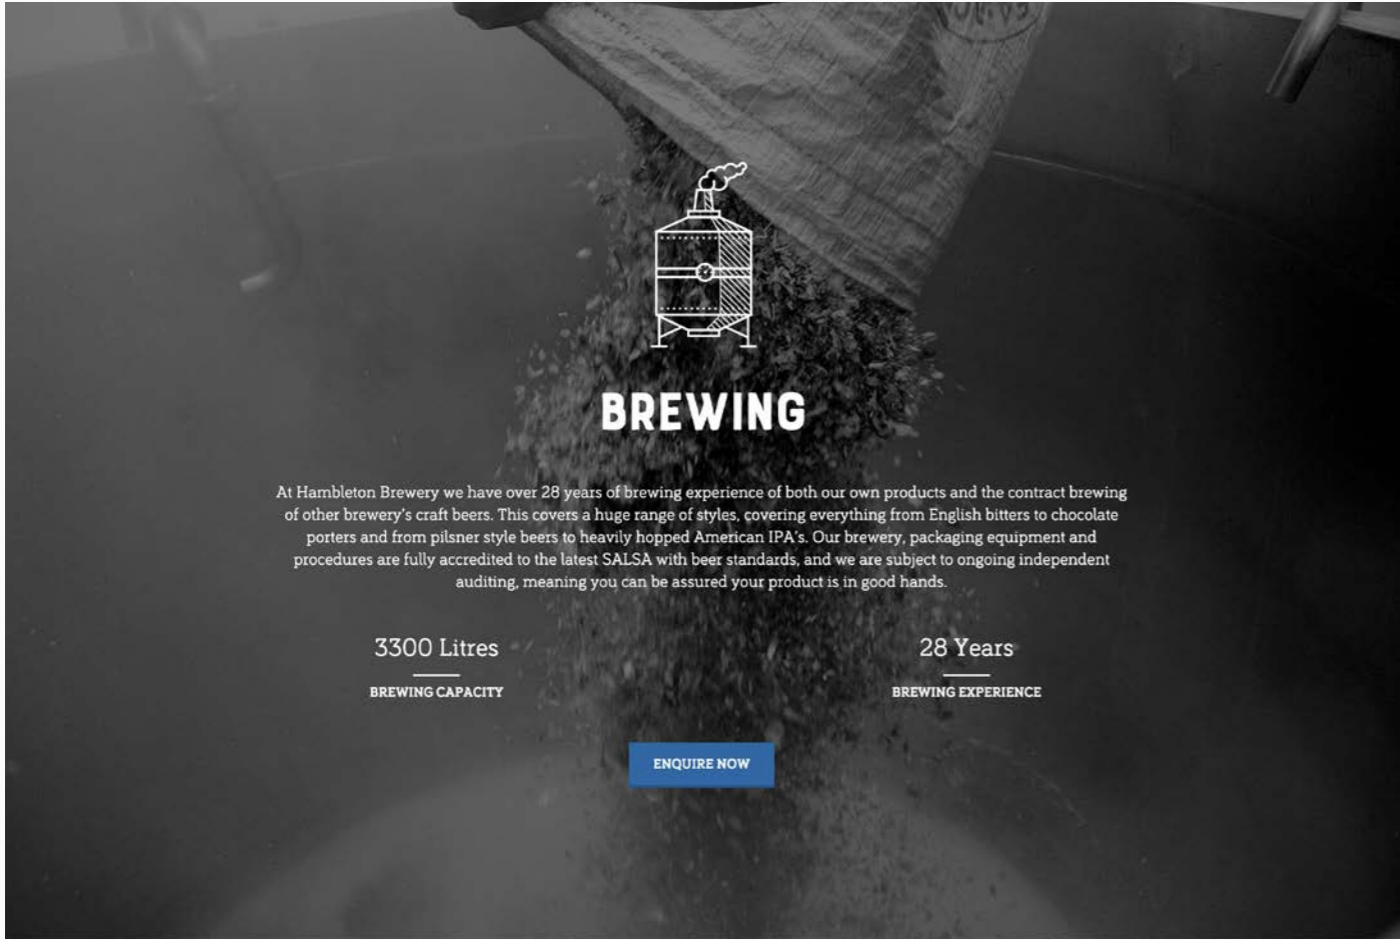 BREWING
At Hambleton Brewery we have over 28 years of brewing experience of both our own products and the contract brewing
of other brewery's craft beers. This covers a huge range of styles, covering everything from English bitters to chocolate
porters and from pilsner style beers to heavily hopped American IPA's. Our brewery, packaging equipment and
procedures are fully accredited to the latest SALSA with beer standards, and we are subject to ongoing independent
auditing, meaning you can be assured your product is in good hands.
3300 Litres
28 Years
BREWING CAPACITY
BREWING EXPERIENCE
ENQUIRE NOW